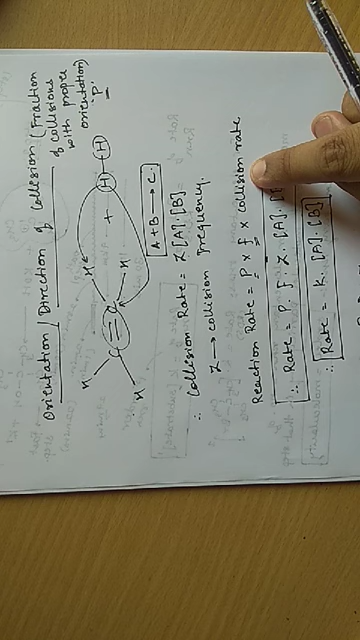 Orientation / Direction of Collision (Fraction
of collisions
with proper
orientation)
"P"
H H
C = C + H - H
H H
A + B → C
∴ Collision Rate = Z [A] [B]
Z → collision frequency.
Reaction Rate = P x f x collision rate
∴ Rate = P. f. Z. [A].
∴ Rate = K. [A] [B]